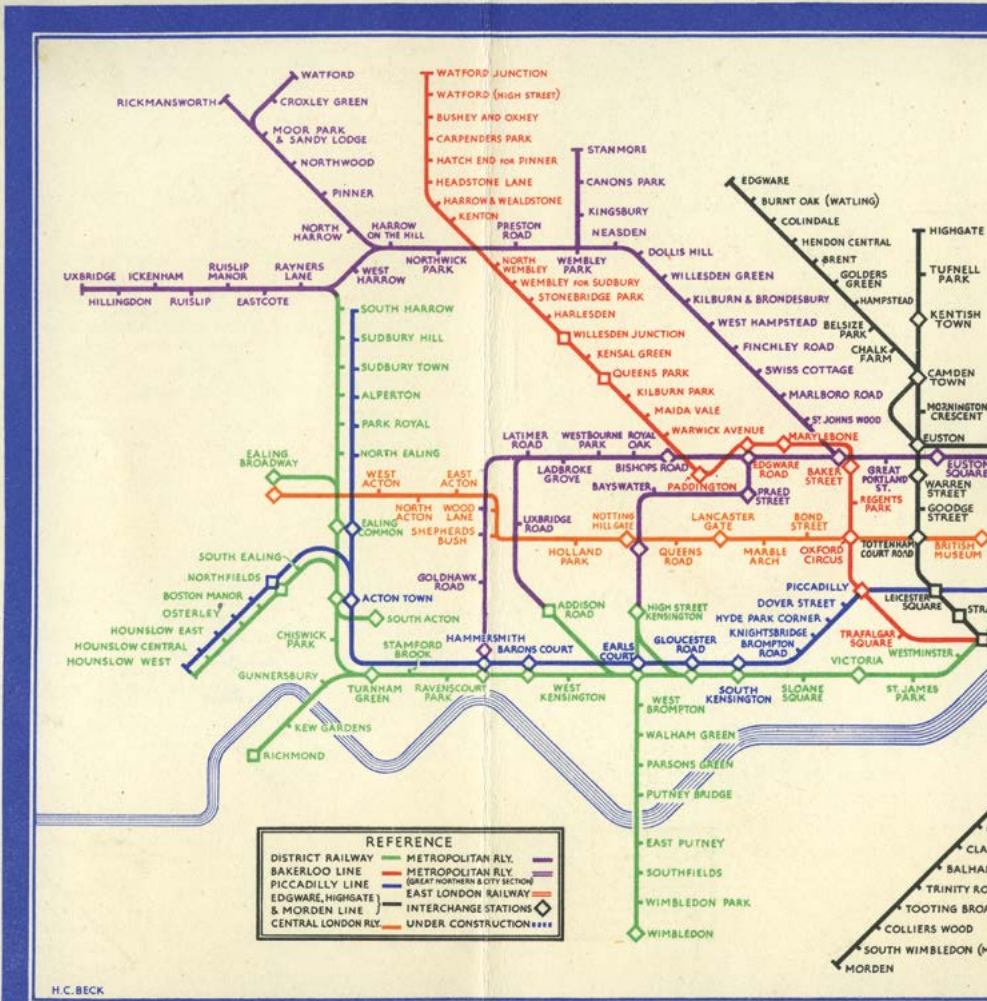 WATFORD
RICKMANSWORTH
CROXLEY GREEN
MOOR PARK
& SANDY LODGE
NORTHWOOD
PINNER
NORTH
HARROW
HARROW
ON THE HILL
WEST
HARROW
UXBRIDGE
ICKENHAM
RUISLIP
MANOR
RAYNERS
LANE
HILLINGDON
RUISLIP
EASTCOTE
WATFORD JUNCTION
WATFORD (HIGH STREET)
BUSHEY AND OXHEY
CARPENDERS PARK
HATCH END FOR PINNER
HEADSTONE LANE
HARROW & WEALDSTONE
KENTON
NORTHWICK
PARK
PRESTON
ROAD
NORTH
WEMBLEY
WEMBLEY FOR SUDBURY
STONEBRIDGE PARK
HARLESDEN
WILLESDEN JUNCTION
KENSAL GREEN
QUEENS PARK
KILBURN PARK
MAIDA VALE
WARWICK AVENUE
STANMORE
CANONS PARK
KINGSBURY
NEASDEN
WEMBLEY
PARK
DOLLIS HILL
WILLESDEN GREEN
KILBURN & BRONDESBURY
WEST HAMPSTEAD
FINCHLEY ROAD
SWISS COTTAGE
MARLBORO ROAD
ST JOHNS WOOD
EDGWARE
BURNT OAK (WATLING)
COLINDALE
HENDON CENTRAL
BRENT
GOLDERS
GREEN
HAMPSTEAD
BELSIZE
PARK
CHALK
FARM
HIGHGATE
TUFNELL
PARK
KENTISH
TOWN
CAMDEN
TOWN
MORNINGTON
CRESCENT
EUSTON
SOUTH HARROW
SUDBURY HILL
SUDBURY TOWN
ALPERTON
PARK ROYAL
NORTH EALING
EALING
BROADWAY
WEST
ACTON
EAST
ACTON
NORTH
ACTON
WOOD
LANE
SHEPHERDS
BUSH
EALING
COMMON
LATIMER
ROAD
WESTBOURNE
PARK
ROYAL
OAK
LADBROKE
GROVE
BISHOPS ROAD
BAYSWATER
PADDINGTON
EDGWARE
ROAD
PRAED
STREET
MARYLEBONE
BAKER
STREET
GREAT
PORTLAND
ST.
EUSTON
SQUARE
WARREN
STREET
REGENTS
PARK
GOODGE
STREET
UXBRIDGE
ROAD
NOTTING
HILL GATE
LANCASTER
GATE
BOND
STREET
HOLLAND
PARK
QUEENS
ROAD
MARBLE
ARCH
OXFORD
CIRCUS
TOTTENHAM
COURT ROAD
BRITISH
MUSEUM
SOUTH EALING
NORTHFIELDS
BOSTON MANOR
OSTERLEY
HOUNSLOW EAST
HOUNSLOW CENTRAL
HOUNSLOW WEST
ACTON TOWN
SOUTH ACTON
CHISWICK
PARK
GOLDHAWK
ROAD
ADDISON
ROAD
HIGH STREET
KENSINGTON
PICCADILLY
DOVER STREET
HYDE PARK CORNER
KNIGHTSBRIDGE
BROMPTON
ROAD
LEICESTER
SQUARE
STRA
TRAFALGAR
SQUARE
WESTMINSTER
HAMMERSMITH
BARONS COURT
EARLS
COURT
GLOUCESTER
ROAD
STAMFORD
BROOK
GUNNERSBURY
TURNHAM
GREEN
RAVENSCOURT
PARK
WEST
KENSINGTON
SOUTH
KENSINGTON
SLOANE
SQUARE
VICTORIA
ST. JAMES
PARK
KEW GARDENS
RICHMOND
WEST
BROMPTON
WALHAM GREEN
PARSONS GREEN
PUTNEY BRIDGE
EAST PUTNEY
SOUTHFIELDS
WIMBLEDON PARK
WIMBLEDON
CLA
BALHAM
TRINITY RO
TOOTING BROA
COLLIERS WOOD
SOUTH WIMBLEDON (M
MORDEN
REFERENCE
DISTRICT RAILWAY
BAKERLOO LINE
PICCADILLY LINE
EDGWARE, HIGHGATE
& MORDEN LINE
CENTRAL LONDON RLY.
METROPOLITAN RLY.
METROPOLITAN RLY.
(GREAT NORTHERN & CITY SECTION)
EAST LONDON RAILWAY
INTERCHANGE STATIONS
UNDER CONSTRUCTION
H.C.BECK